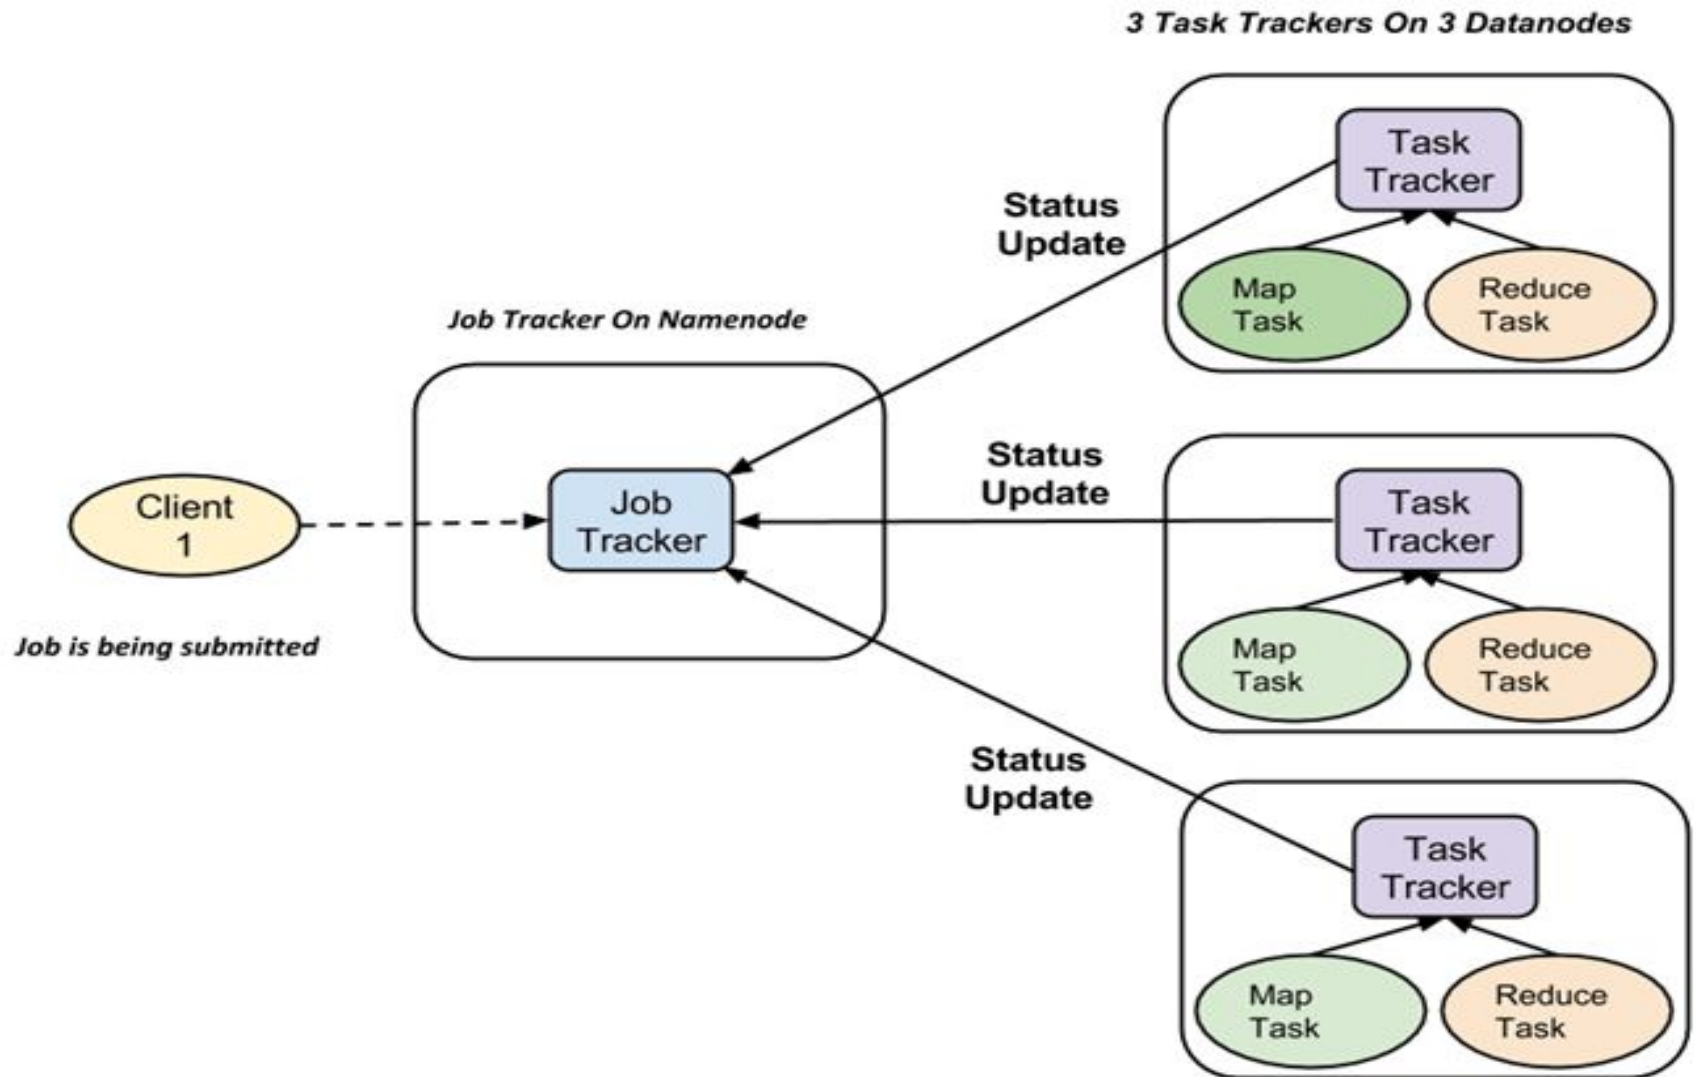 3 Task Trackers On 3 Datanodes
Task
Tracker
Status
Update
Map
Task
Reduce
Task
Job Tracker On Namenode
Client
1
Job
Tracker
Status
Update
Task
Tracker
Job is being submitted
Map
Task
Reduce
Task
Status
Update
Task
Tracker
Map
Task
Reduce
Task